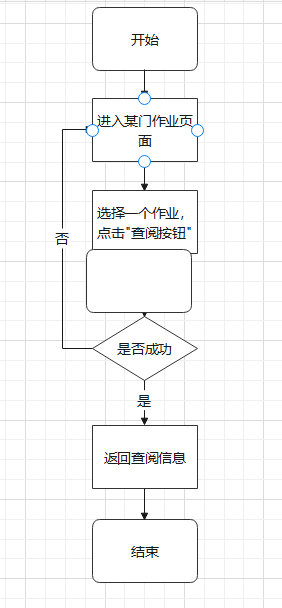 开始
进入某门作业页
面
选择一个作业，
点击"查阅按钮"
否
是否成功
是
返回查阅信息
结束